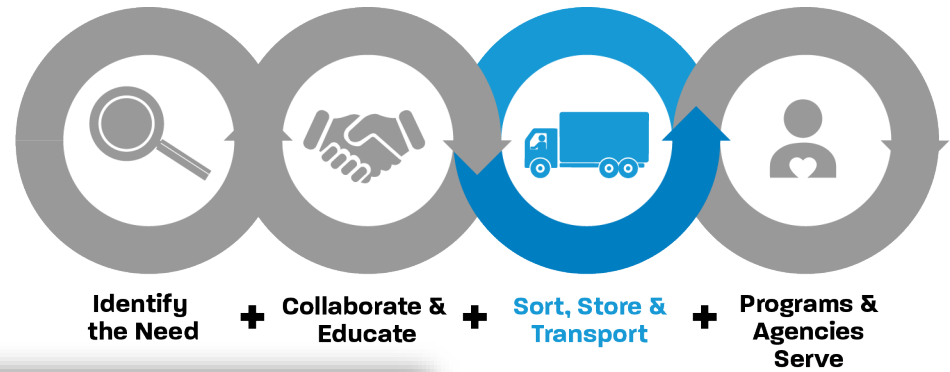 Identify
the Need
+
Collaborate &
Educate
+
Sort, Store &
Transport
+
Programs &
Agencies
Serve